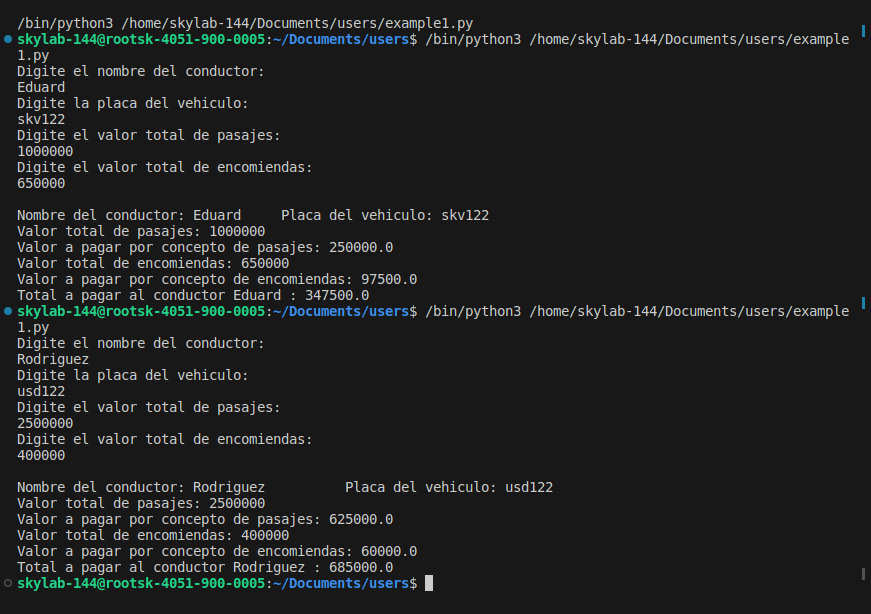 /bin/python3 /home/skylab-144/Documents/users/example1.py
skylab-144@rootsk-4051-900-0005:~/Documents/users$ /bin/python3 /home/skylab-144/Documents/users/example
1.py
Digite el nombre del conductor:
Eduard
Digite la placa del vehiculo:
skv122
Digite el valor total de pasajes:
1000000
Digite el valor total de encomiendas:
650000

Nombre del conductor: Eduard     Placa del vehiculo: skv122
Valor total de pasajes: 1000000
Valor a pagar por concepto de pasajes: 250000.0
Valor total de encomiendas: 650000
Valor a pagar por concepto de encomiendas: 97500.0
Total a pagar al conductor Eduard : 347500.0
skylab-144@rootsk-4051-900-0005:~/Documents/users$ /bin/python3 /home/skylab-144/Documents/users/example
1.py
Digite el nombre del conductor:
Rodriguez
Digite la placa del vehiculo:
usd122
Digite el valor total de pasajes:
2500000
Digite el valor total de encomiendas:
400000

Nombre del conductor: Rodriguez          Placa del vehiculo: usd122
Valor total de pasajes: 2500000
Valor a pagar por concepto de pasajes: 625000.0
Valor total de encomiendas: 400000
Valor a pagar por concepto de encomiendas: 60000.0
Total a pagar al conductor Rodriguez : 685000.0
skylab-144@rootsk-4051-900-0005:~/Documents/users$